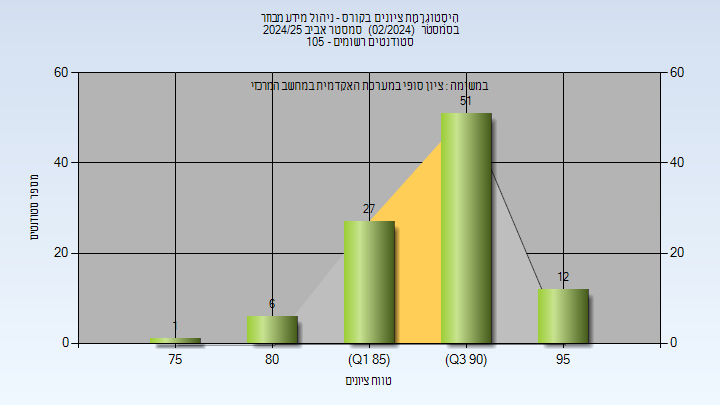 היסטוגרמת ציונים בקורס - ניהול מידע מבוזר
בסמסטר (02/2024) סמסטר אביב 2024/25
סטודנטים רשומים - 105
במשימה : ציון סופי במערכת האקדמית במחשב המרכזי
60
40
20
0
60
40
20
0
1
6
27
51
12
75
80
(Q1 85)
(Q3 90)
95
מספר סטודנטים
טווח ציונים